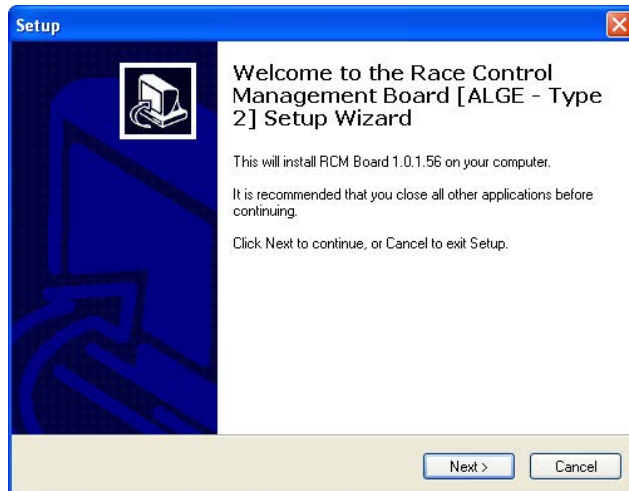 Setup
Welcome to the Race Control
Management Board [ALGE - Type
2] Setup Wizard
This will install RCM Board 1.0.1.56 on your computer.
It is recommended that you close all other applications before
continuing.
Click Next to continue, or Cancel to exit Setup.
Next >
Cancel